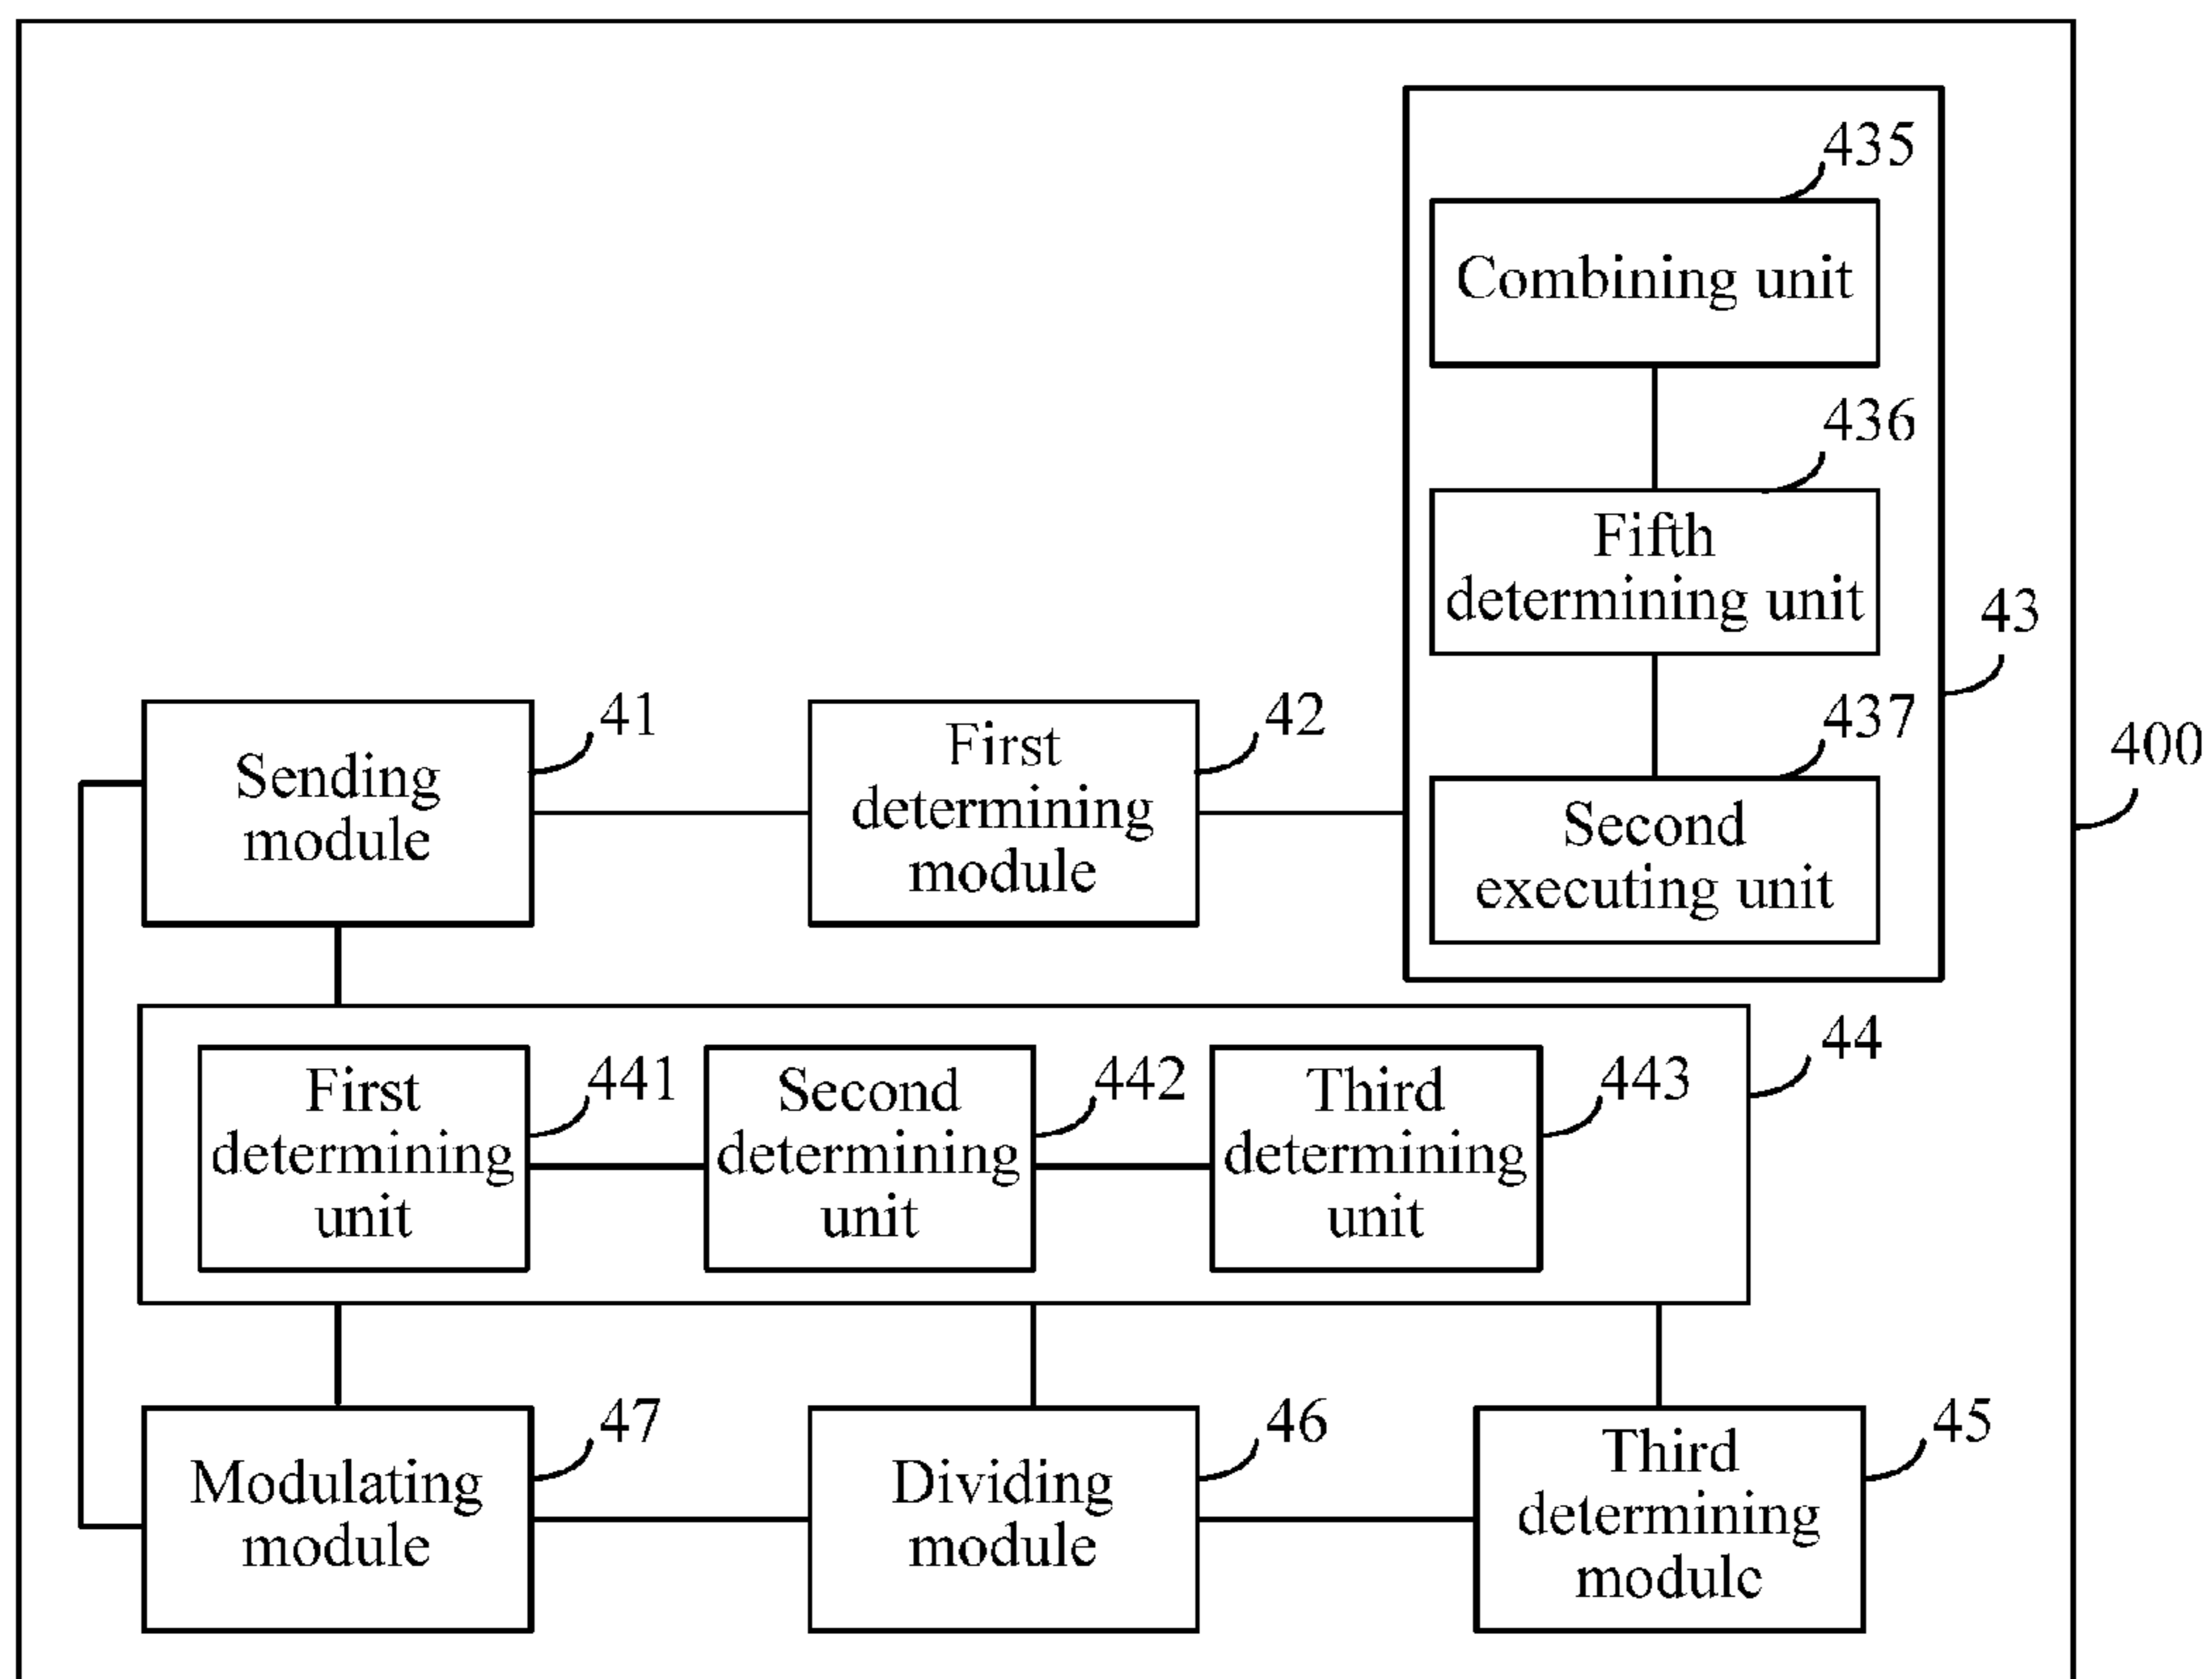 435
Combining unit
436
Fifth
determining unit
43
437
Second
executing unit
400
41
Sending
module
42
First
determining
module
44
441
First
determining
unit
442
Second
determining
unit
443
Third
determining
unit
47
Modulating
module
46
Dividing
module
45
Third
determining
module